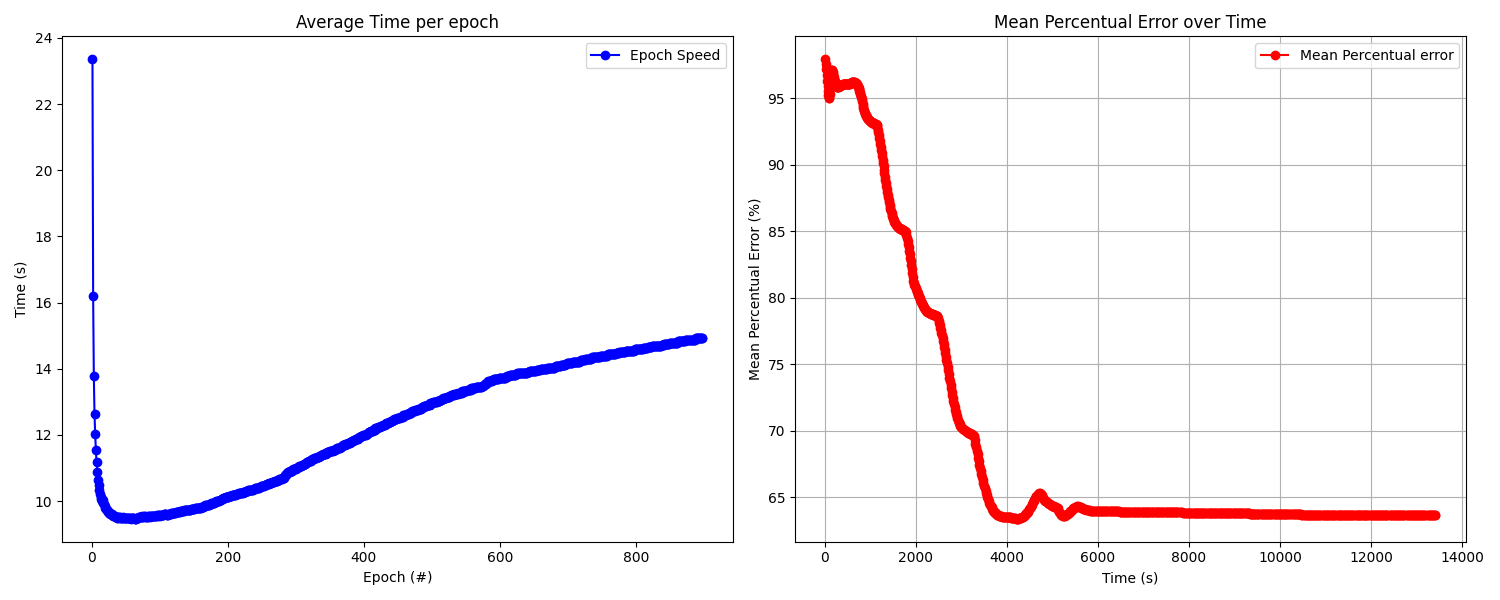 Average Time per epoch
Epoch Speed
24
22
20
18
16
14
12
10
Time (s)
0 200 400 600 800
Epoch (#)
Mean Percentual Error over Time
Mean Percentual error
95
90
85
80
75
70
65
Mean Percentual Error (%)
0 2000 4000 6000 8000 10000 12000 14000
Time (s)